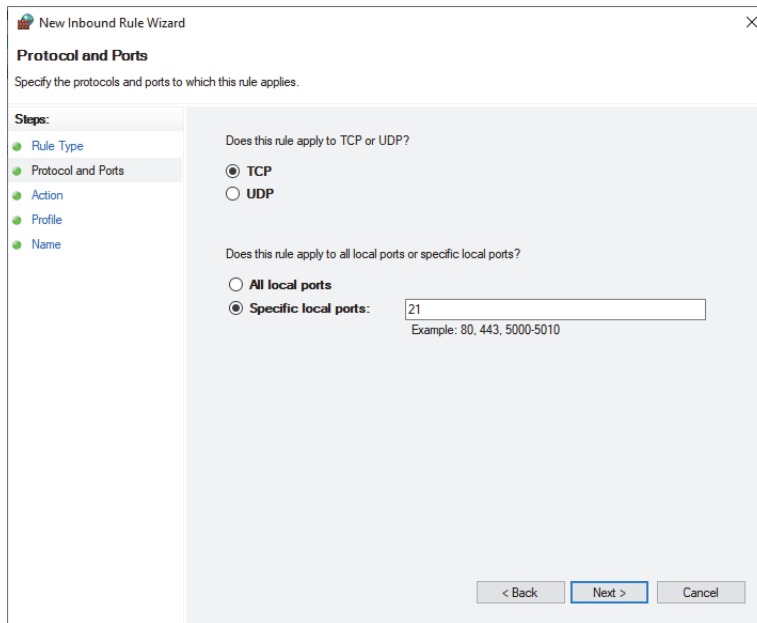 New Inbound Rule Wizard
Protocol and Ports
Specify the protocols and ports to which this rule applies.
Steps:
Rule Type
Protocol and Ports
Action
Profile
Name
Does this rule apply to TCP or UDP?
TCP
UDP
Does this rule apply to all local ports or specific local ports?
All local ports
Specific local ports: 21
Example: 80, 443, 5000-5010
< Back Next > Cancel